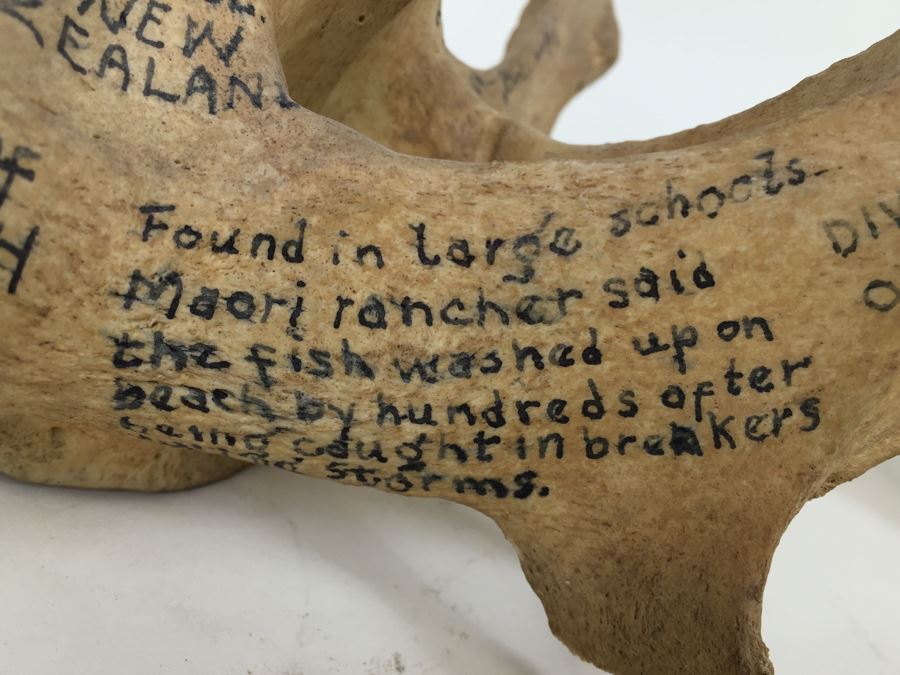 NEW
EALAN
Found in large schools.
Maori rancher said
the fish washed up on
beach by hundreds after
being caught in breakers
storms.
DIV
O
H